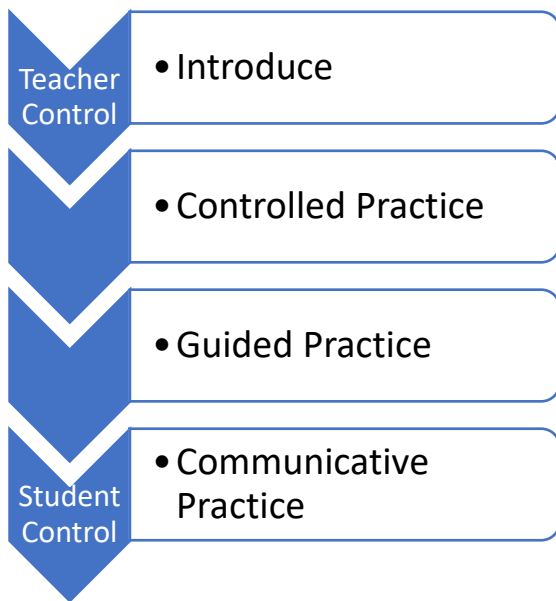 Teacher
Control
• Introduce
• Controlled Practice
• Guided Practice
Student
Control
• Communicative
Practice